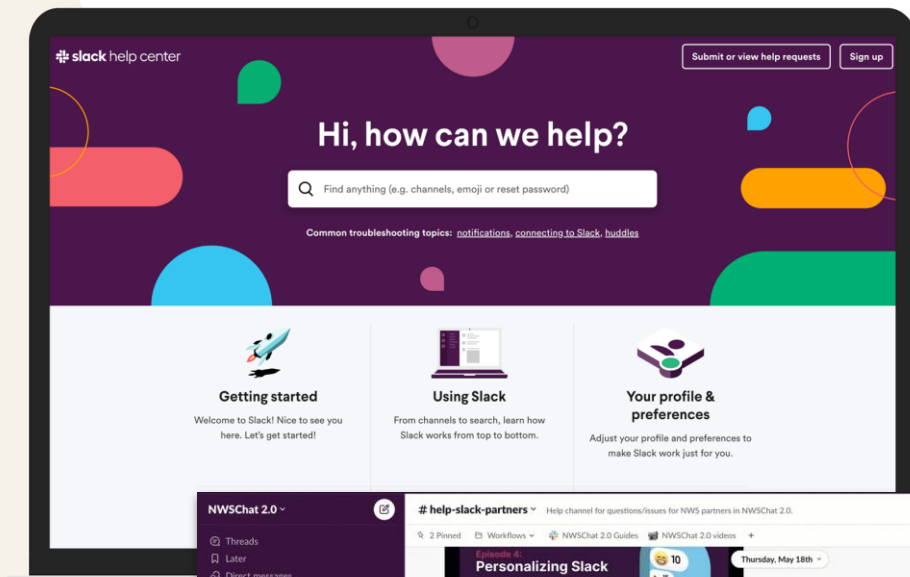 slack help center
Submit or view help requests
Sign up
Hi, how can we help?
Find anything (e.g. channels, emoji or reset password)
Common troubleshooting topics: notifications, connecting to Slack, huddles
Getting started
Welcome to Slack! Nice to see you
here. Let's get started!
Using Slack
From channels to search, learn how
Slack works from top to bottom.
Your profile &
preferences
Adjust your profile and preferences to
make Slack work just for you.
NWSChat 2.0
Threads
Later
Direct messages
# help-slack-partners
Help channel for questions/issues for NWS partners in NWSChat 2.0.
2 Pinned
Workflows
NWSChat 2.0 Guides
NWSChat 2.0 videos
+
Episode 4:
Personalizing Slack
10
Thursday, May 18th